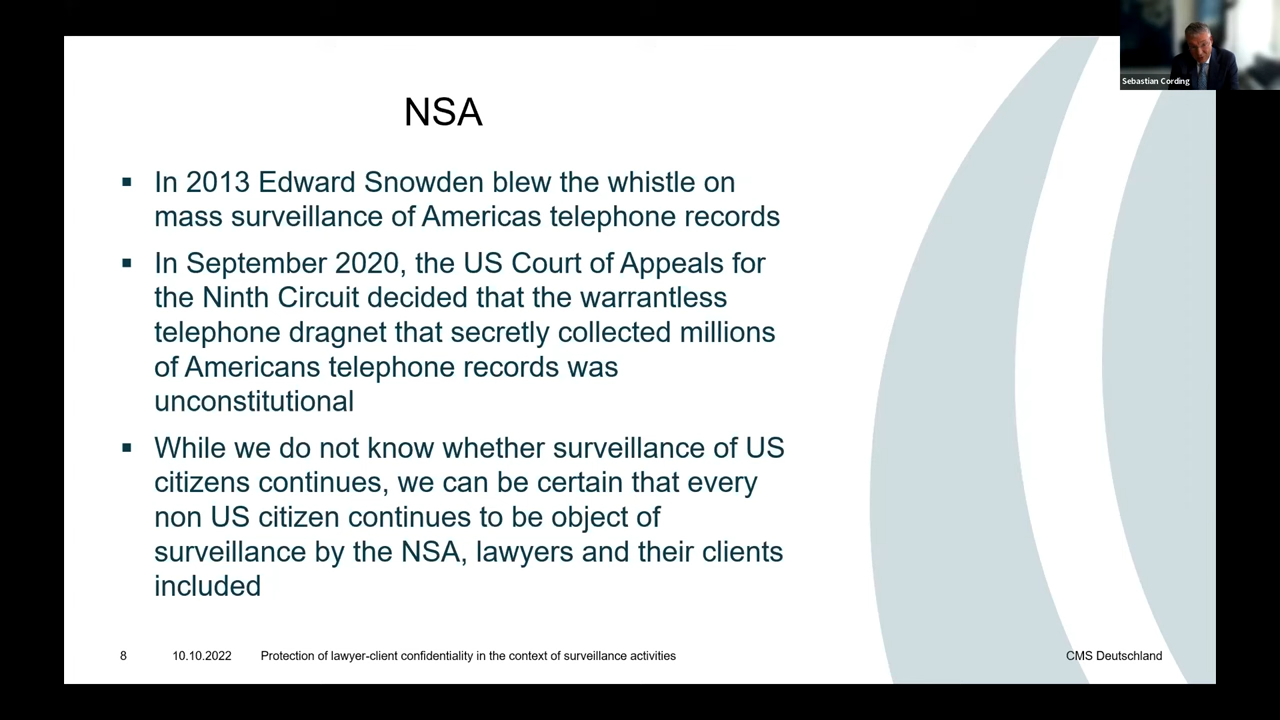 Sebastian Cording
NSA
▪ In 2013 Edward Snowden blew the whistle on
mass surveillance of Americas telephone records
▪ In September 2020, the US Court of Appeals for
the Ninth Circuit decided that the warrantless
telephone dragnet that secretly collected millions
of Americans telephone records was
unconstitutional
▪ While we do not know whether surveillance of US
citizens continues, we can be certain that every
non US citizen continues to be object of
surveillance by the NSA, lawyers and their clients
included
8 10.10.2022 Protection of lawyer-client confidentiality in the context of surveillance activities CMS Deutschland